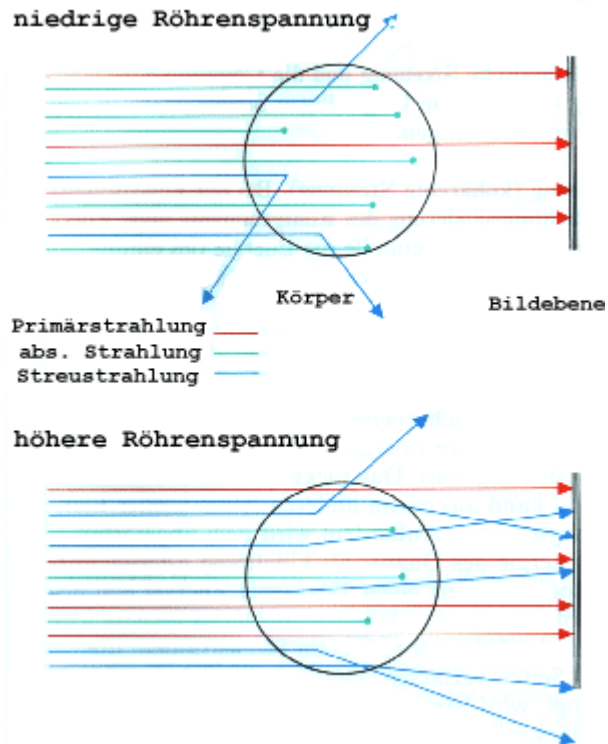 niedrige Röhrenspannung
Körper
Bildebene
Primärstrahlung
abs. Strahlung
Streustrahlung
höhere Röhrenspannung